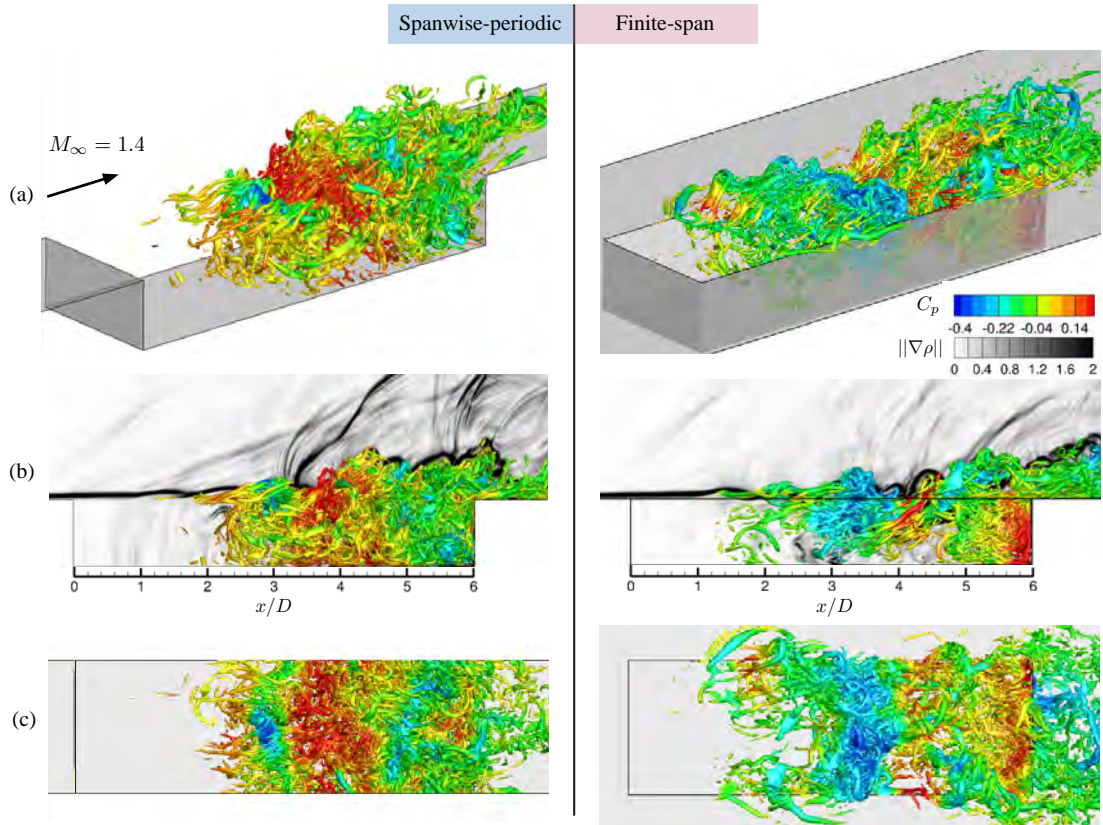 Spanwise-periodic Finite-span
(a)
M∞ = 1.4
C_p
-0.4 -0.22 -0.04 0.14
||∇ρ||
0 0.4 0.8 1.2 1.6 2
(b)
0 1 2 3 4 5 6
x/D
0 1 2 3 4 5 6
x/D
(c)